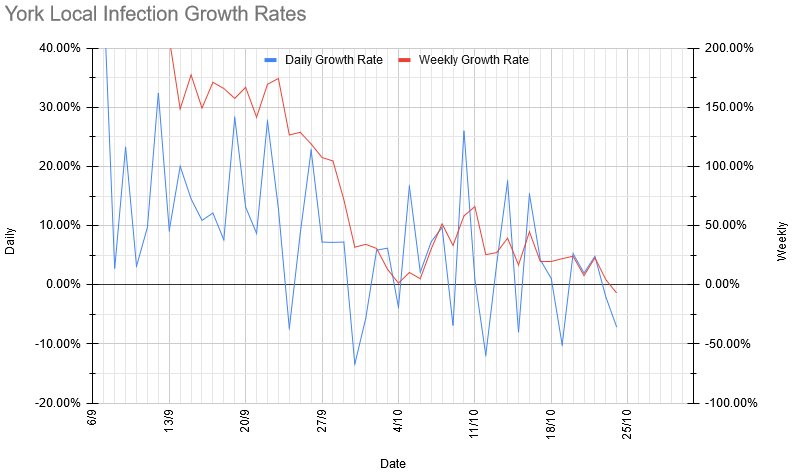 York Local Infection Growth Rates
Daily Growth Rate Weekly Growth Rate
40.00% 200.00%
30.00% 150.00%
20.00% 100.00%
10.00% 50.00%
0.00% 0.00%
-10.00% -50.00%
-20.00% -100.00%
Daily
Weekly
6/9 13/9 20/9 27/9 4/10 11/10 18/10 25/10
Date